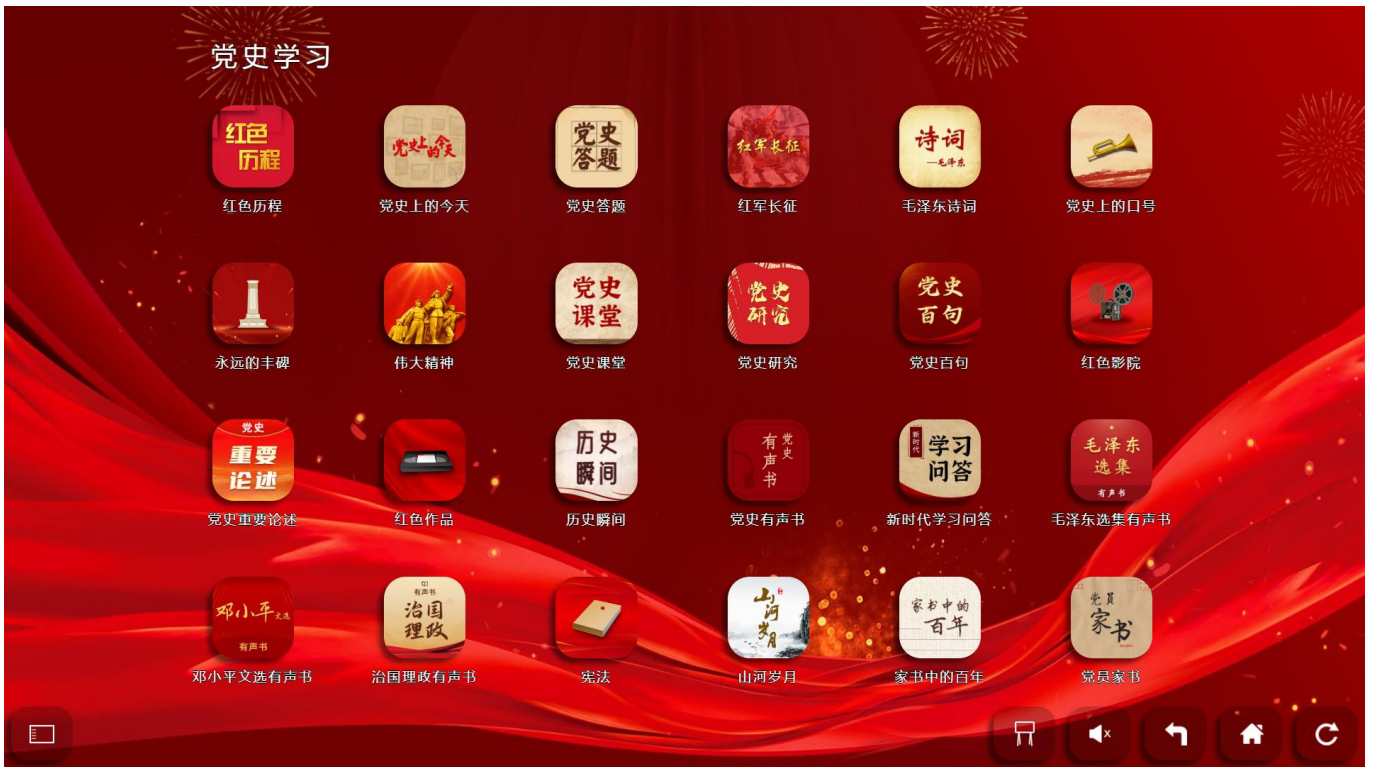 党史学习
红色
历程
党史上的今天
党史
答题
红军长征
诗词
—毛泽东
红色历程
党史上的今天
党史答题
红军长征
毛泽东诗词
党史上的口号
党史
课堂
党史
研究
党史
百句
永远的丰碑
伟大精神
党史课堂
党史研究
党史百句
红色影院
党史
重要
论述
历史
瞬间
党史
有声书
新时代
学习
问答
毛泽东
选集
有声书
党史重要论述
红色作品
历史瞬间
党史有声书
新时代学习问答
毛泽东选集有声书
邓小平文选
有声书
有声书
治国
理政
山河岁月
家书中的
百年
党员
家书
邓小平文选有声书
治国理政有声书
宪法
山河岁月
家书中的百年
党员家书